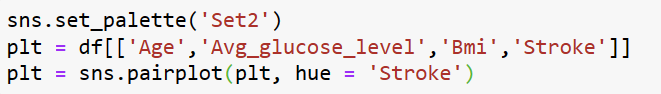 sns.set_palette('Set2')
plt = df[['Age','Avg_glucose_level','Bmi','Stroke']]
plt = sns.pairplot(plt, hue = 'Stroke')